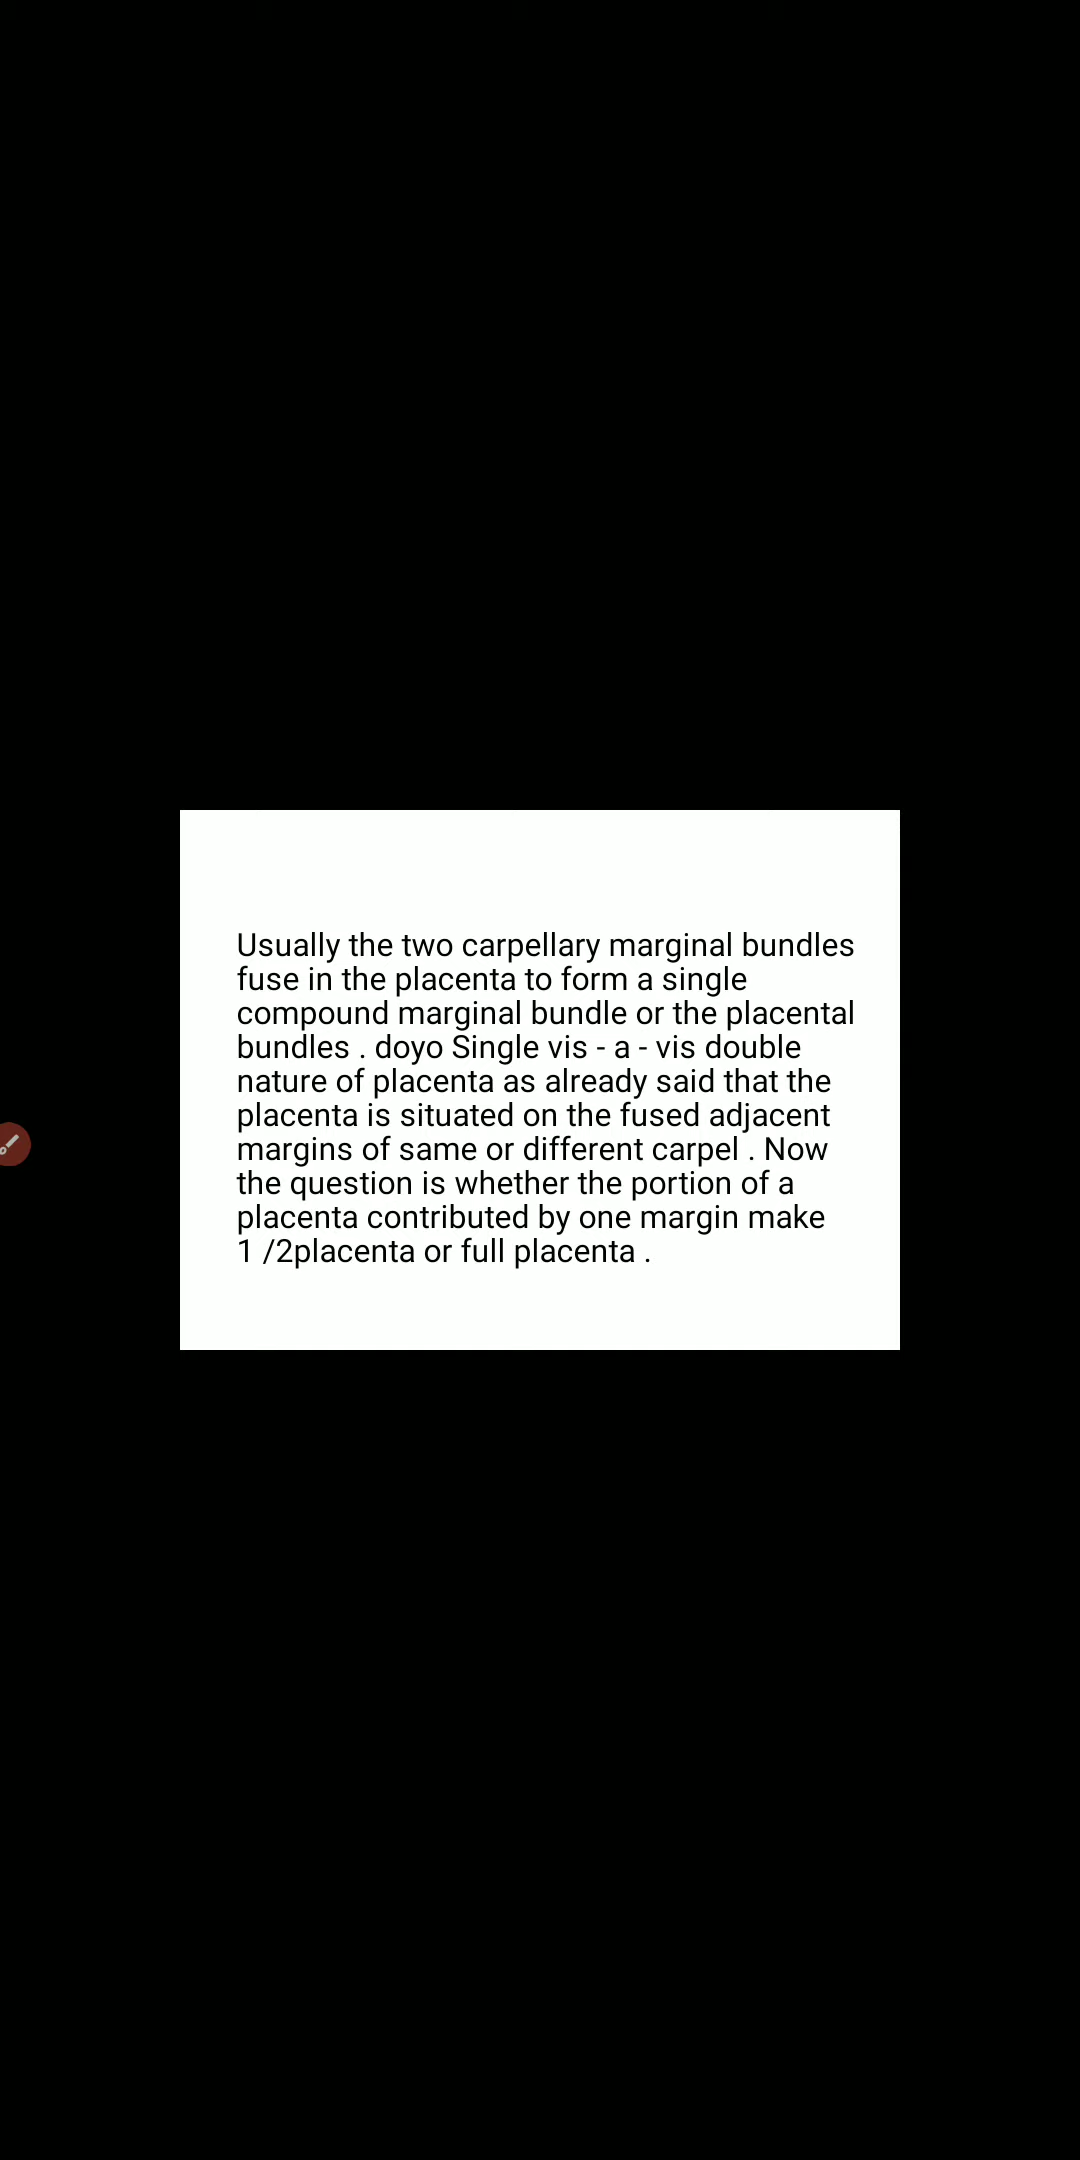 Usually the two carpellary marginal bundles
fuse in the placenta to form a single
compound marginal bundle or the placental
bundles . doyo Single vis - a - vis double
nature of placenta as already said that the
placenta is situated on the fused adjacent
margins of same or different carpel . Now
the question is whether the portion of a
placenta contributed by one margin make
1 /2placenta or full placenta .